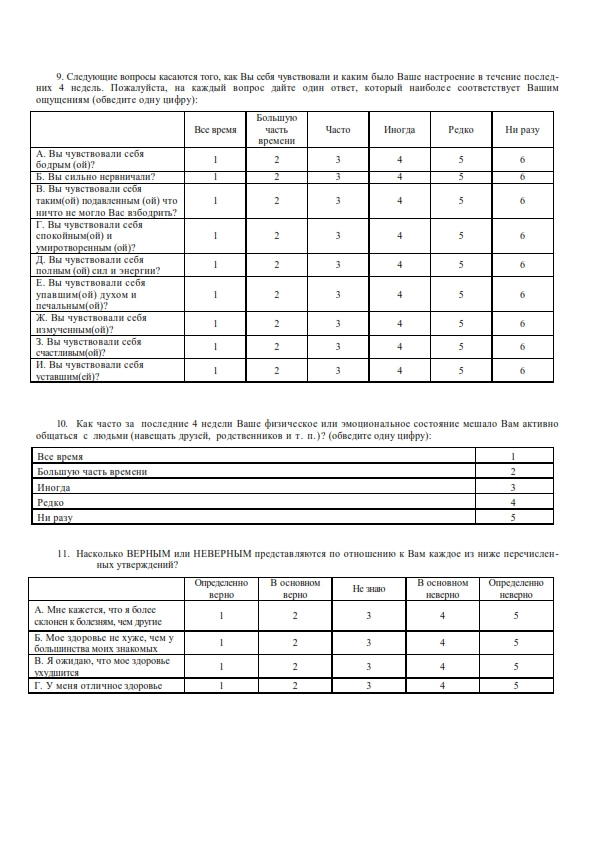 9. Следующие вопросы касаются того, как Вы себя чувствовали и каким было Ваше настроение в течение послед-
них 4 недель. Пожалуйста, на каждый вопрос дайте один ответ, который наиболее соответствует Вашим
ощущениям (обведите одну цифру):
Все время Большую часть времени Часто Иногда Редко Ни разу
А. Вы чувствовали себя
бодрым (ой)? 1 2 3 4 5 6
Б. Вы сильно нервничали? 1 2 3 4 5 6
В. Вы чувствовали себя
таким(ой) подавленным (ой) что 1 2 3 4 5 6
ничто не могло Вас взбодрить?
Г. Вы чувствовали себя
спокойным(ой) и 1 2 3 4 5 6
умиротворенным (ой)?
Д. Вы чувствовали себя
полным (ой) сил и энергии? 1 2 3 4 5 6
Е. Вы чувствовали себя
упавшим(ой) духом и 1 2 3 4 5 6
печальным(ой)?
Ж. Вы чувствовали себя
измученным(ой)? 1 2 3 4 5 6
З. Вы чувствовали себя
счастливым(ой)? 1 2 3 4 5 6
И. Вы чувствовали себя
уставшим(ей)? 1 2 3 4 5 6
10. Как часто за последние 4 недели Ваше физическое или эмоциональное состояние мешало Вам активно
общаться с людьми (навещать друзей, родственников и т. п.)? (обведите одну цифру):
Все время 1
Большую часть времени 2
Иногда 3
Редко 4
Ни разу 5
11. Насколько ВЕРНЫМ или НЕВЕРНЫМ представляются по отношению к Вам каждое из ниже перечислен-
ных утверждений?
Определенно верно В основном верно Не знаю В основном неверно Определенно неверно
А. Мне кажется, что я более
склонен к болезням, чем другие 1 2 3 4 5
Б. Мое здоровье не хуже, чем у
большинства моих знакомых 1 2 3 4 5
В. Я ожидаю, что мое здоровье
ухудшится 1 2 3 4 5
Г. У меня отличное здоровье 1 2 3 4 5